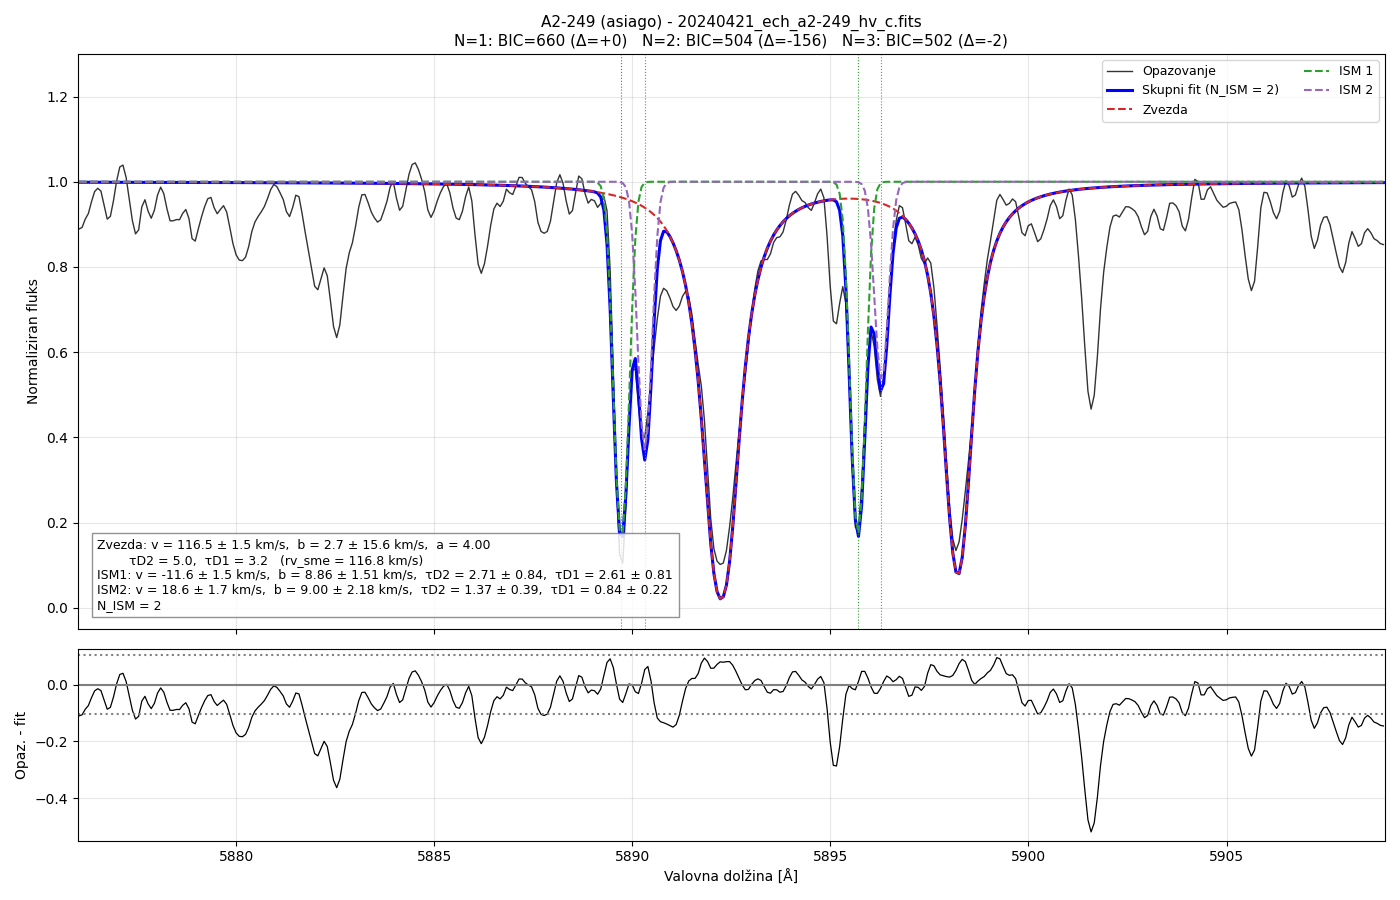 A2-249 (asiago) - 20240421_ech_a2-249_hv_c.fits
N=1: BIC=660 (Δ=+0)   N=2: BIC=504 (Δ=-156)   N=3: BIC=502 (Δ=-2)
Opazovanje
Skupni fit (N_ISM = 2)
Zvezda
ISM 1
ISM 2
Normaliziran fluks
1.2
1.0
0.8
0.6
0.4
0.2
0.0
Zvezda: v = 116.5 ± 1.5 km/s,  b = 2.7 ± 15.6 km/s,  a = 4.00
τD2 = 5.0,  τD1 = 3.2   (rv_sme = 116.8 km/s)
ISM1: v = -11.6 ± 1.5 km/s,  b = 8.86 ± 1.51 km/s,  τD2 = 2.71 ± 0.84,  τD1 = 2.61 ± 0.81
ISM2: v = 18.6 ± 1.7 km/s,  b = 9.00 ± 2.18 km/s,  τD2 = 1.37 ± 0.39,  τD1 = 0.84 ± 0.22
N_ISM = 2
Opaz. - fit
0.0
−0.2
−0.4
5880
5885
5890
5895
5900
5905
Valovna dolžina [Å]